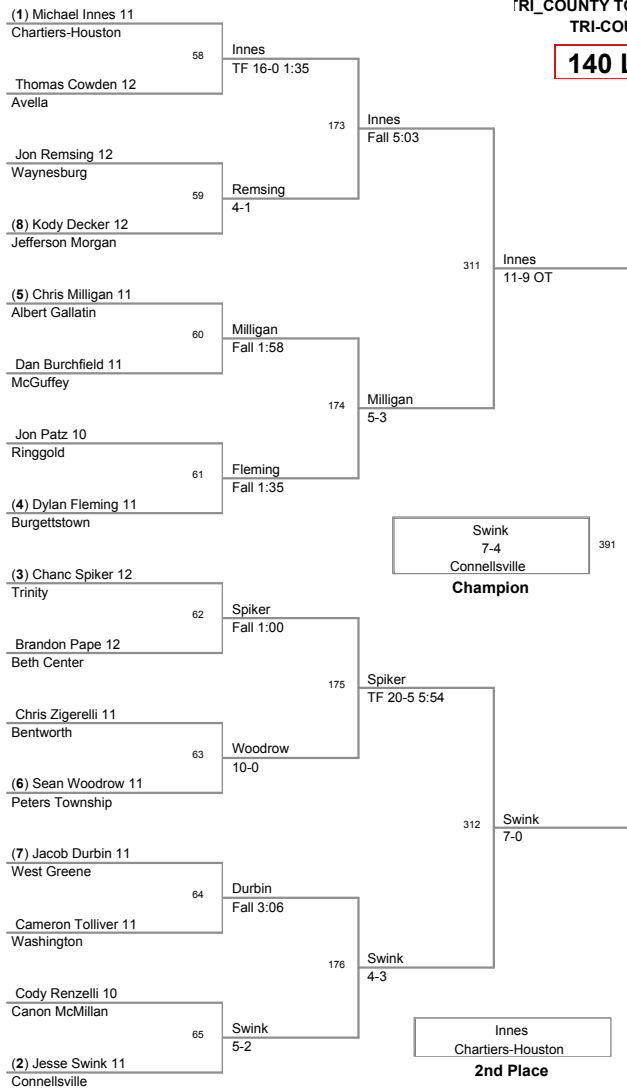 TRI_COUNTY TO
TRI-COU
140 L
(1) Michael Innes 11
Chartiers-Houston
58
Innes
TF 16-0 1:35
Thomas Cowden 12
Avella
173
Innes
Fall 5:03
Jon Remsing 12
Waynesburg
59
Remsing
4-1
(8) Kody Decker 12
Jefferson Morgan
311
Innes
11-9 OT
(5) Chris Milligan 11
Albert Gallatin
60
Milligan
Fall 1:58
Dan Burchfield 11
McGuffey
174
Milligan
5-3
Jon Patz 10
Ringgold
61
Fleming
Fall 1:35
(4) Dylan Fleming 11
Burgettstown
Swink
7-4
Connellsville
391
Champion
(3) Chanc Spiker 12
Trinity
62
Spiker
Fall 1:00
Brandon Pape 12
Beth Center
175
Spiker
TF 20-5 5:54
Chris Zigerelli 11
Bentworth
63
Woodrow
10-0
(6) Sean Woodrow 11
Peters Township
312
Swink
7-0
(7) Jacob Durbin 11
West Greene
64
Durbin
Fall 3:06
Cameron Tolliver 11
Washington
176
Swink
4-3
Cody Renzelli 10
Canon McMillan
65
Swink
5-2
(2) Jesse Swink 11
Connellsville
Innes
Chartiers-Houston
2nd Place